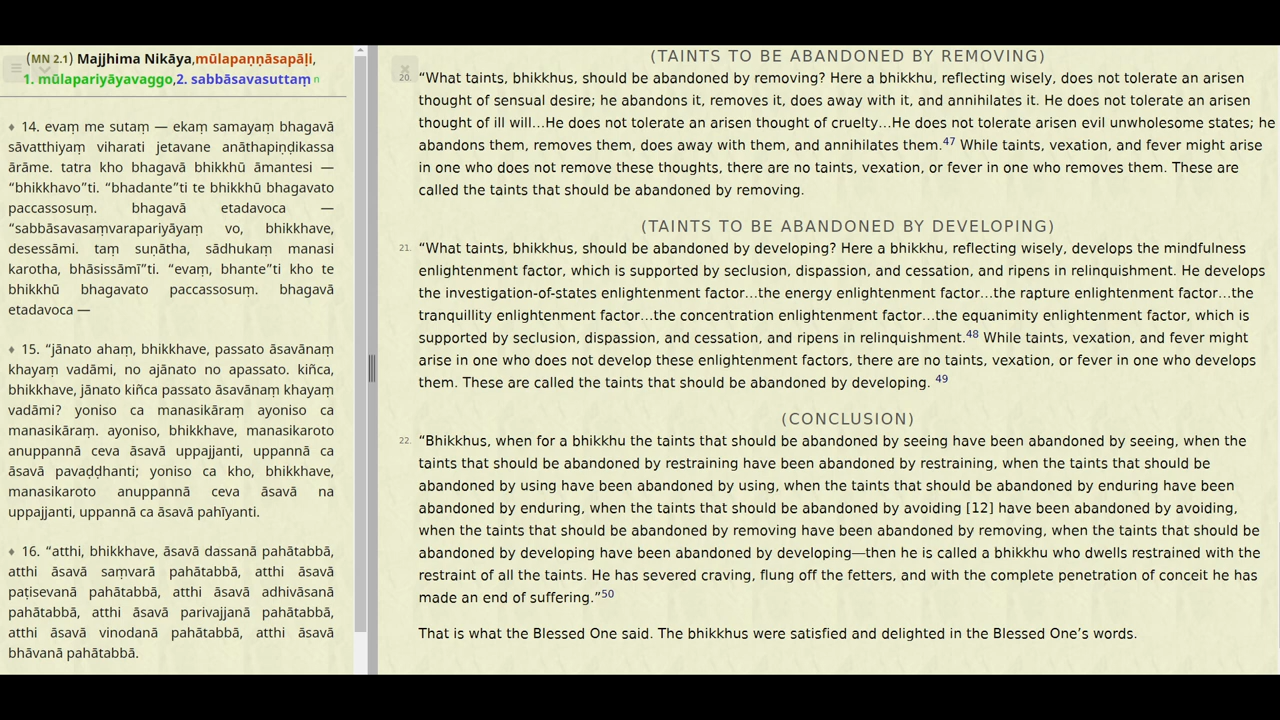 (MN 2.1) Majjhima Nikāya,mūlapaṇṇāsapāḷi,
1. mūlapariyāyavaggo,2. sabbāsavasuttaṃ n
♦ 14. evaṃ me sutaṃ — ekaṃ samayaṃ bhagavā
sāvatthiyaṃ viharati jetavane anāthapiṇḍikassa
ārāme. tatra kho bhagavā bhikkhū āmantesi —
“bhikkhavo”ti. “bhadante”ti te bhikkhū bhagavato
paccassosuṃ. bhagavā etadavoca —
“sabbāsavasaṃvarapariyāyaṃ vo, bhikkhave,
desessāmi. taṃ suṇātha, sādhukaṃ manasi
karotha, bhāsissāmī”ti. “evaṃ, bhante”ti kho te
bhikkhū bhagavato paccassosuṃ. bhagavā
etadavoca —
♦ 15. “jānato ahaṃ, bhikkhave, passato āsavānaṃ
khayaṃ vadāmi, no ajānato no apassato. kiñca,
bhikkhave, jānato kiñca passato āsavānaṃ khayaṃ
vadāmi? yoniso ca manasikāraṃ ayoniso ca
manasikāraṃ. ayoniso, bhikkhave, manasikaroto
anuppannā ceva āsavā uppajjanti, uppannā ca
āsavā pavaḍḍhanti; yoniso ca kho, bhikkhave,
manasikaroto anuppannā ceva āsavā na
uppajjanti, uppannā ca āsavā pahīyanti.
♦ 16. “atthi, bhikkhave, āsavā dassanā pahātabbā,
atthi āsavā saṃvarā pahātabbā, atthi āsavā
paṭisevanā pahātabbā, atthi āsavā adhivāsanā
pahātabbā, atthi āsavā parivajjanā pahātabbā,
atthi āsavā vinodanā pahātabbā, atthi āsavā
bhāvanā pahātabbā.
(TAINTS TO BE ABANDONED BY REMOVING)
20. “What taints, bhikkhus, should be abandoned by removing? Here a bhikkhu, reflecting wisely, does not tolerate an arisen
thought of sensual desire; he abandons it, removes it, does away with it, and annihilates it. He does not tolerate an arisen
thought of ill will…He does not tolerate an arisen thought of cruelty…He does not tolerate arisen evil unwholesome states; he
abandons them, removes them, does away with them, and annihilates them.47 While taints, vexation, and fever might arise
in one who does not remove these thoughts, there are no taints, vexation, or fever in one who removes them. These are
called the taints that should be abandoned by removing.
(TAINTS TO BE ABANDONED BY DEVELOPING)
21. “What taints, bhikkhus, should be abandoned by developing? Here a bhikkhu, reflecting wisely, develops the mindfulness
enlightenment factor, which is supported by seclusion, dispassion, and cessation, and ripens in relinquishment. He develops
the investigation-of-states enlightenment factor…the energy enlightenment factor…the rapture enlightenment factor…the
tranquillity enlightenment factor…the concentration enlightenment factor…the equanimity enlightenment factor, which is
supported by seclusion, dispassion, and cessation, and ripens in relinquishment.48 While taints, vexation, and fever might
arise in one who does not develop these enlightenment factors, there are no taints, vexation, or fever in one who develops
them. These are called the taints that should be abandoned by developing. 49
(CONCLUSION)
22. “Bhikkhus, when for a bhikkhu the taints that should be abandoned by seeing have been abandoned by seeing, when the
taints that should be abandoned by restraining have been abandoned by restraining, when the taints that should be
abandoned by using have been abandoned by using, when the taints that should be abandoned by enduring have been
abandoned by enduring, when the taints that should be abandoned by avoiding [12] have been abandoned by avoiding,
when the taints that should be abandoned by removing have been abandoned by removing, when the taints that should be
abandoned by developing have been abandoned by developing—then he is called a bhikkhu who dwells restrained with the
restraint of all the taints. He has severed craving, flung off the fetters, and with the complete penetration of conceit he has
made an end of suffering.”50
That is what the Blessed One said. The bhikkhus were satisfied and delighted in the Blessed One’s words.